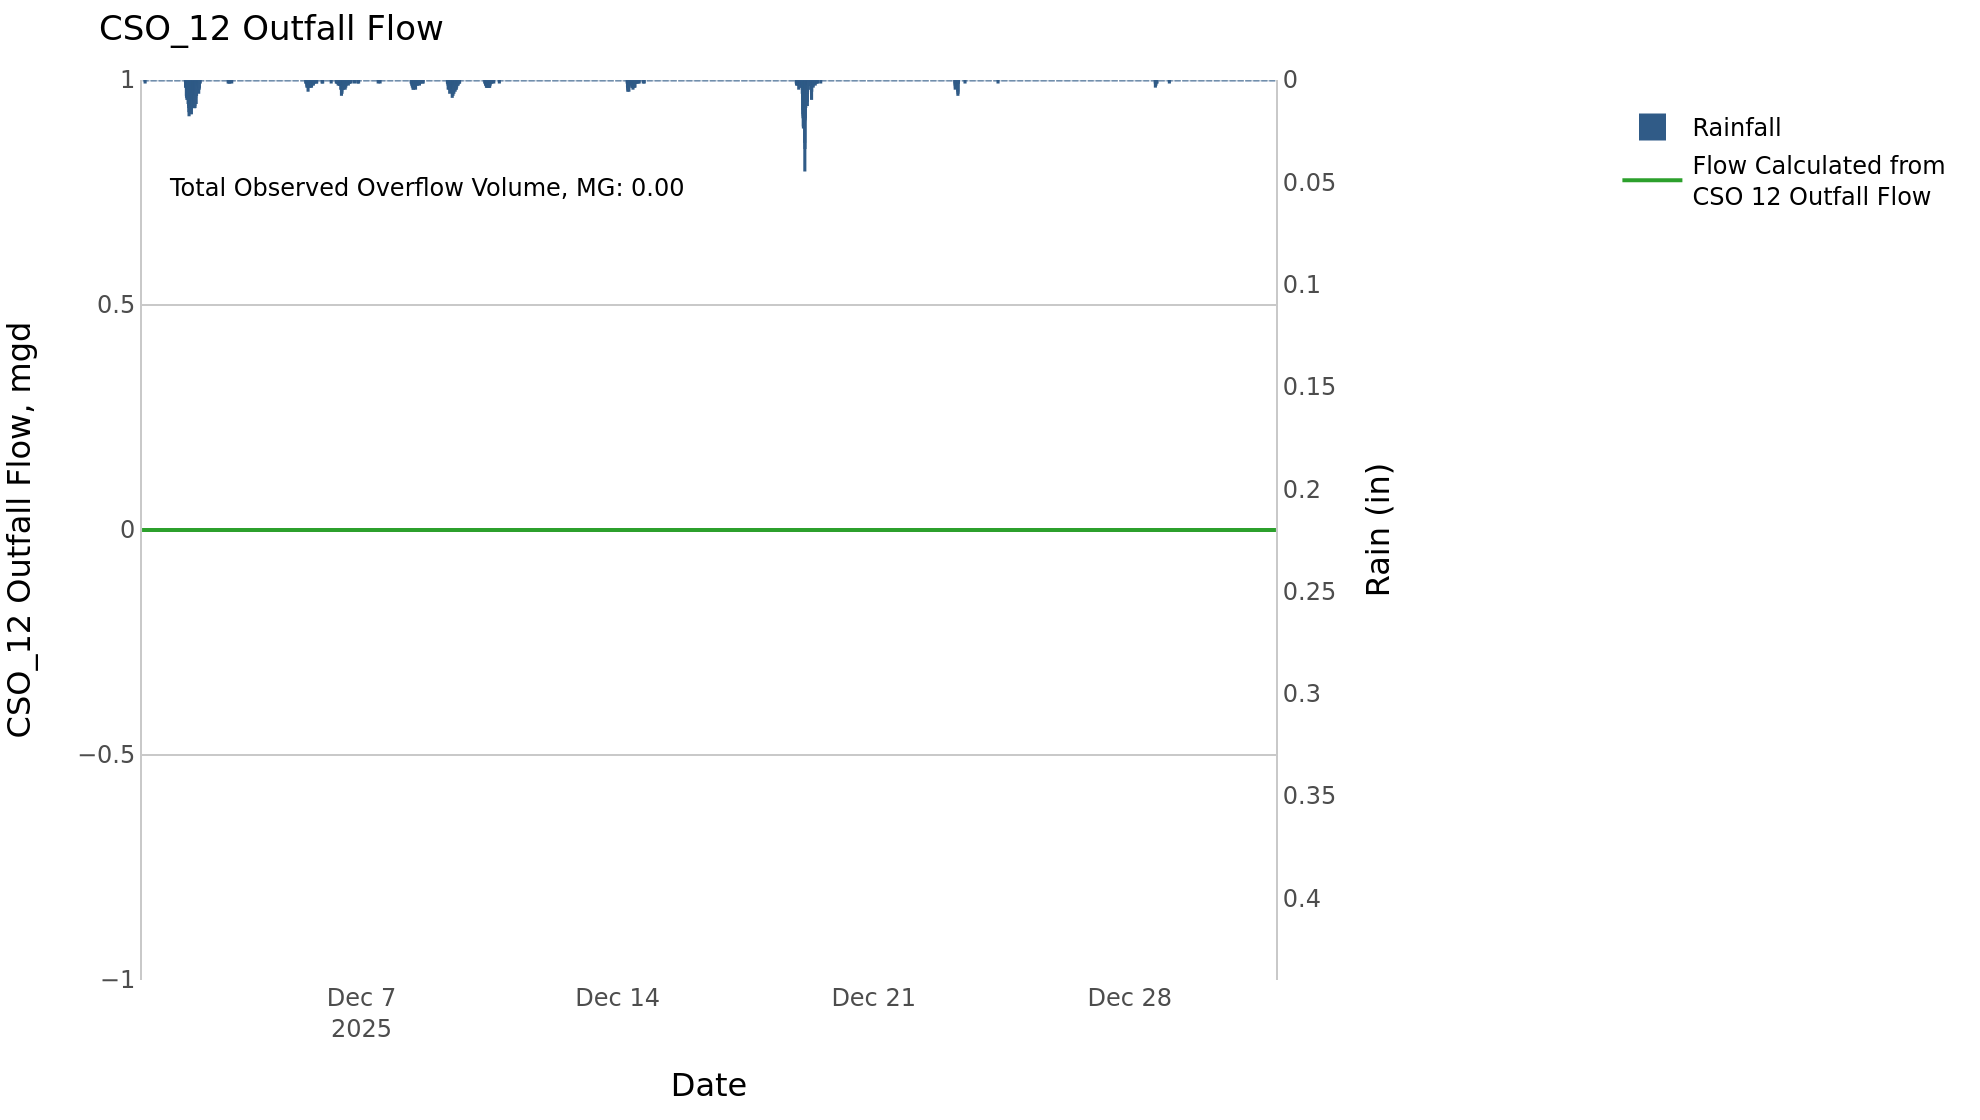 CSO_12 Outfall Flow
1
0.5
0
−0.5
−1
CSO_12 Outfall Flow, mgd
Total Observed Overflow Volume, MG: 0.00
0
0.05
0.1
0.15
0.2
0.25
0.3
0.35
0.4
Rain (in)
Dec 7
2025
Dec 14
Dec 21
Dec 28
Date
Rainfall
Flow Calculated from
CSO 12 Outfall Flow